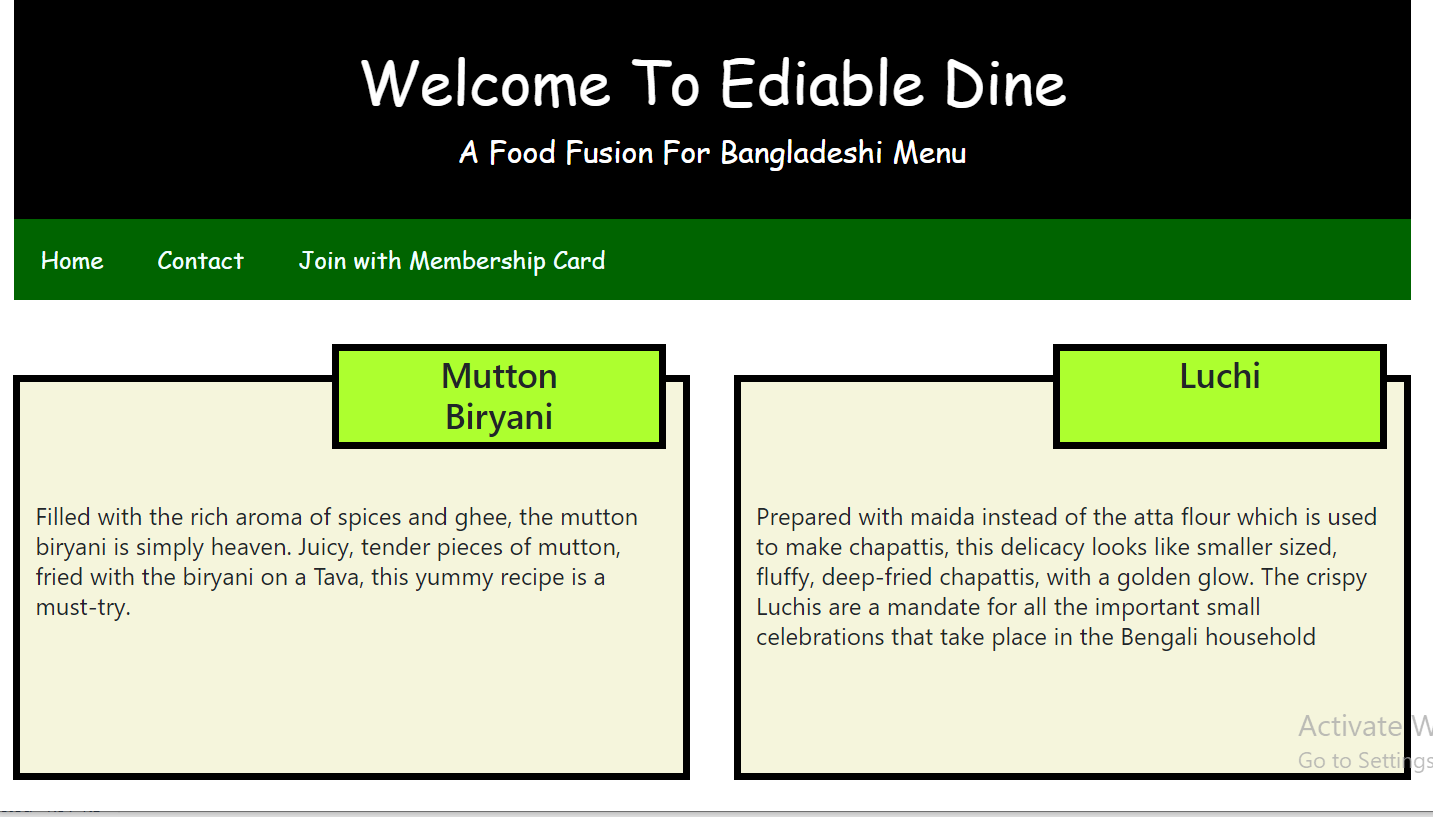 Welcome To Ediable Dine
A Food Fusion For Bangladeshi Menu
Home Contact Join with Membership Card
Mutton
Biryani
Filled with the rich aroma of spices and ghee, the mutton
biryani is simply heaven. Juicy, tender pieces of mutton,
fried with the biryani on a Tava, this yummy recipe is a
must-try.
Luchi
Prepared with maida instead of the atta flour which is used
to make chapattis, this delicacy looks like smaller sized,
fluffy, deep-fried chapattis, with a golden glow. The crispy
Luchis are a mandate for all the important small
celebrations that take place in the Bengali household
Activate W
Go to Settings